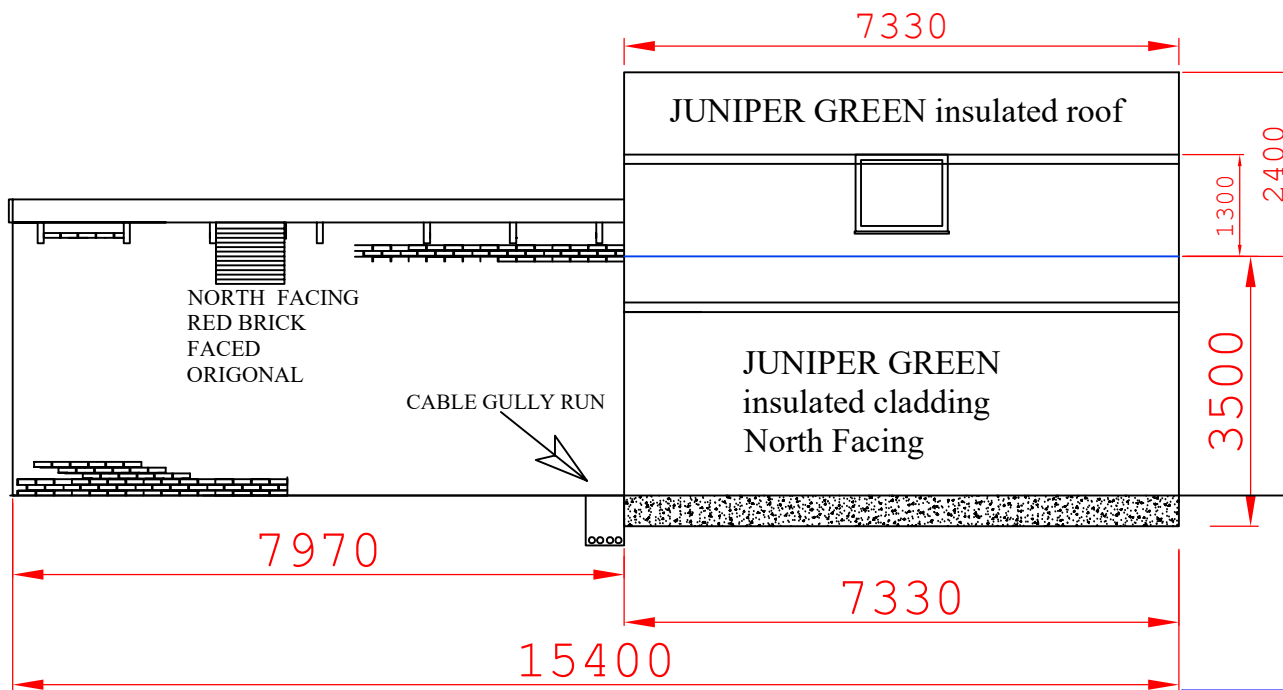 7330
JUNIPER GREEN insulated roof
2400
1300
NORTH FACING
RED BRICK
FACED
ORIGONAL
3500
JUNIPER GREEN
insulated cladding
North Facing
CABLE GULLY RUN
7970
7330
15400